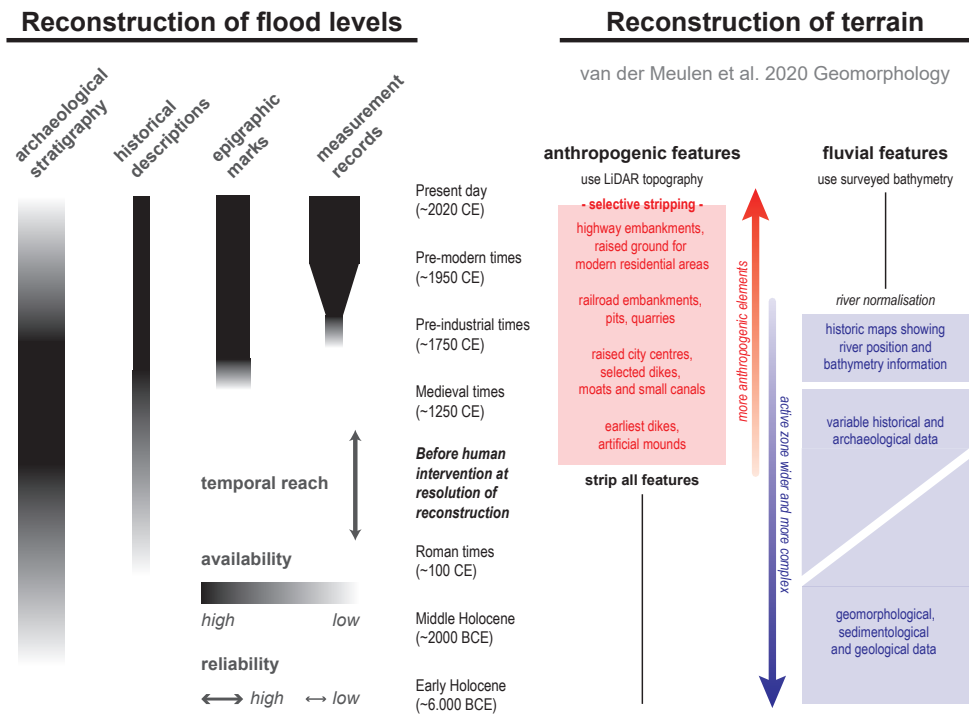 Reconstruction of flood levels
archaeological
stratigraphy
historical
descriptions
epigraphic
marks
measurement
records
Present day
(~2020 CE)
Pre-modern times
(~1950 CE)
Pre-industrial times
(~1750 CE)
Medieval times
(~1250 CE)
Before human
intervention at
resolution of
reconstruction
Roman times
(~100 CE)
Middle Holocene
(~2000 BCE)
Early Holocene
(~6.000 BCE)
temporal reach
availability
high low
reliability
high low
Reconstruction of terrain
van der Meulen et al. 2020 Geomorphology
anthropogenic features
use LiDAR topography
- selective stripping -
highway embankments,
raised ground for
modern residential areas
railroad embankments,
pits, quarries
raised city centres,
selected dikes,
moats and small canals
earliest dikes,
artificial mounds
strip all features
more anthropogenic elements
active zone wider and more complex
fluvial features
use surveyed bathymetry
river normalisation
historic maps showing
river position and
bathymetry information
variable historical and
archaeological data
geomorphological,
sedimentological
and geological data